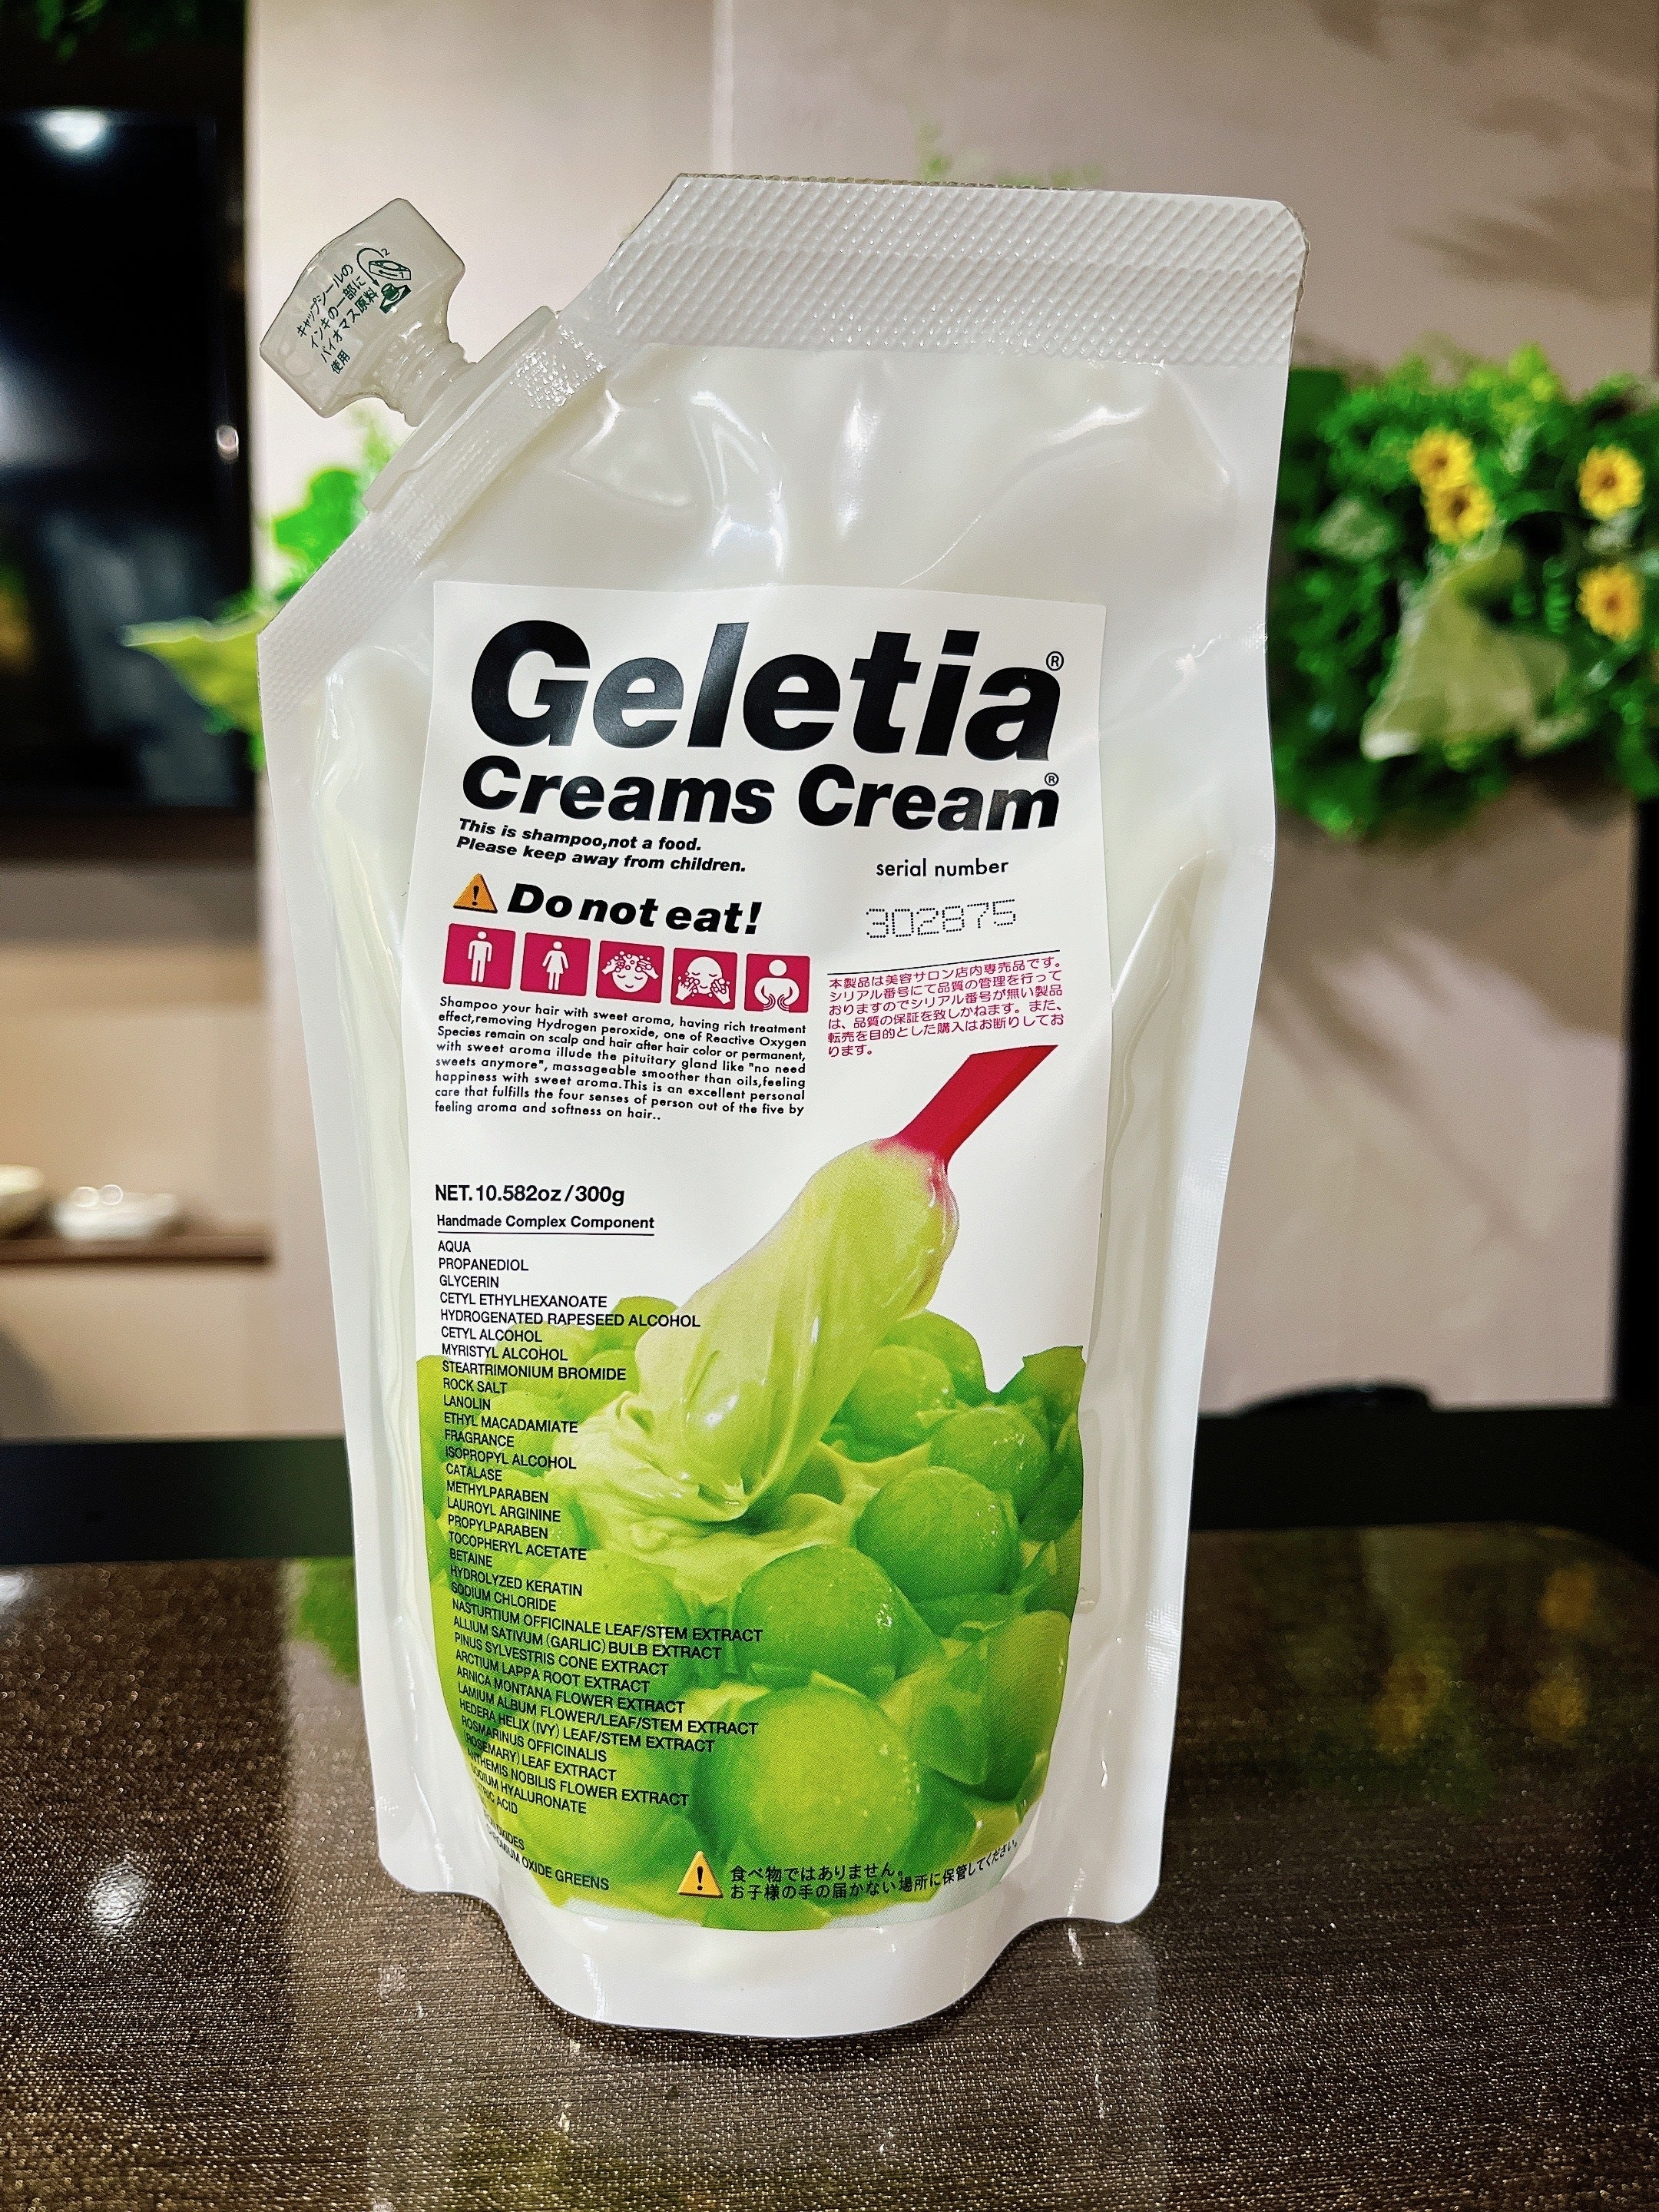 キャップシールの
インキの一部に
バイオマス原料
使用
Geletia®
Creams Cream®
This is shampoo,not a food.
Please keep away from children.
Do not eat!
serial number
302875
本製品は美容サロン店内専売品です。
シリアル番号にて品質の管理を行って
おりますのでシリアル番号が無い製品
は、品質の保証を致しかねます。また、
転売を目的とした購入はお断りしてお
ります。
Shampoo your hair with sweet aroma, having rich treatment
effect,removing Hydrogen peroxide, one of Reactive Oxygen
Species remain on scalp and hair after hair color or permanent,
with sweet aroma illude the pituitary gland like "no need
sweets anymore", massageable smoother than oils,feeling
happiness with sweet aroma.This is an excellent personal
care that fulfills the four senses of person out of the five by
feeling aroma and softness on hair..
NET. 10.582oz/300g
Handmade Complex Component
AQUA
PROPANEDIOL
GLYCERIN
CETYL ETHYLHEXANOATE
HYDROGENATED RAPESEED ALCOHOL
CETYL ALCOHOL
MYRISTYL ALCOHOL
STEARTRIMONIUM BROMIDE
ROCK SALT
LANOLIN
ETHYL MACADAMIATE
FRAGRANCE
ISOPROPYL ALCOHOL
CATALASE
METHYLPARABEN
LAUROYL ARGININE
PROPYLPARABEN
TOCOPHERYL ACETATE
BETAINE
HYDROLYZED KERATIN
SODIUM CHLORIDE
NASTURTIUM OFFICINALE LEAF/STEM EXTRACT
ALLIUM SATIVUM (GARLIC) BULB EXTRACT
PINUS SYLVESTRIS CONE EXTRACT
ARCTIUM LAPPA ROOT EXTRACT
ARNICA MONTANA FLOWER EXTRACT
LAMIUM ALBUM FLOWER/LEAF/STEM EXTRACT
HEDERA HELIX (IVY) LEAF/STEM EXTRACT
ROSMARINUS OFFICINALIS
(ROSEMARY) LEAF EXTRACT
ANTHEMIS NOBILIS FLOWER EXTRACT
SODIUM HYALURONATE
ACID
OXIDES
OXIDE GREENS
食べ物ではありません。
お子様の手の届かない場所に保管してください。